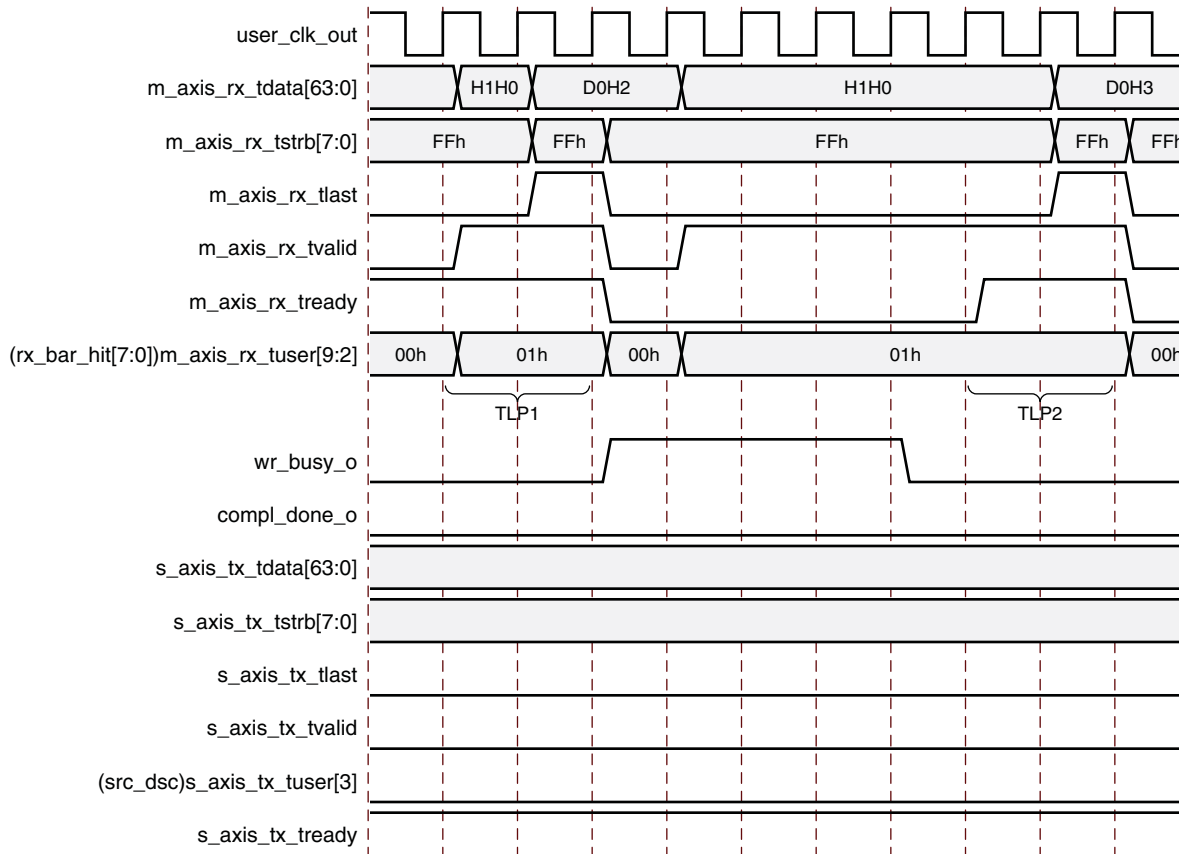 user_clk_out
m_axis_rx_tdata[63:0] H1H0 D0H2 H1H0 D0H3
m_axis_rx_tstrb[7:0] FFh FFh FFh FFh FFh
m_axis_rx_tlast
m_axis_rx_tvalid
m_axis_rx_tready
(rx_bar_hit[7:0])m_axis_rx_tuser[9:2] 00h 01h 00h 01h 00h
TLP1 TLP2
wr_busy_o
compl_done_o
s_axis_tx_tdata[63:0]
s_axis_tx_tstrb[7:0]
s_axis_tx_tlast
s_axis_tx_tvalid
(src_dsc)s_axis_tx_tuser[3]
s_axis_tx_tready